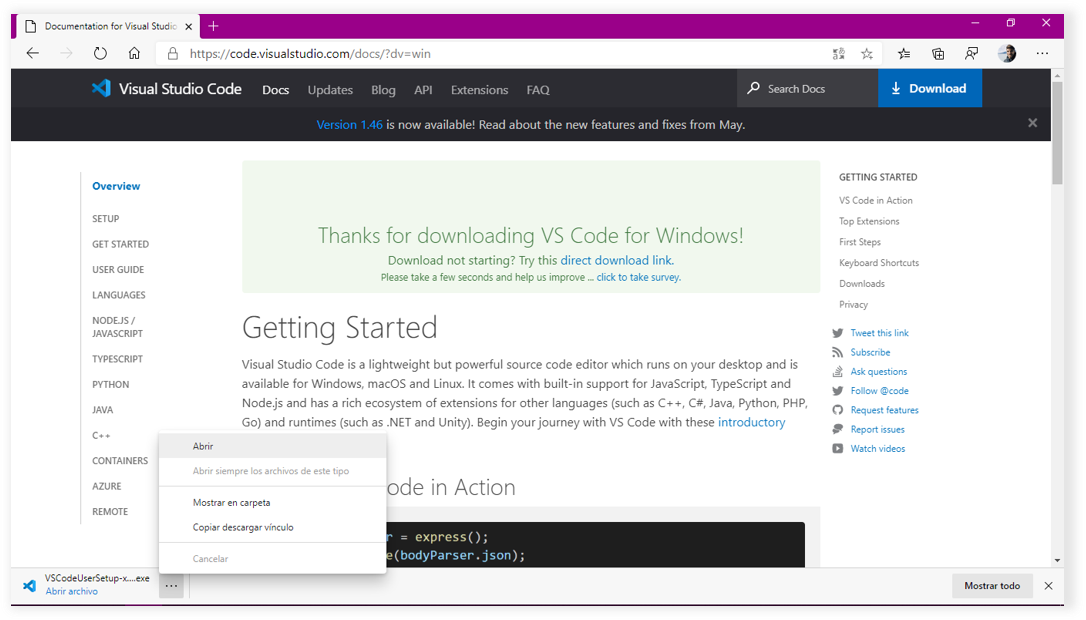 Documentation for Visual Studio
https://code.visualstudio.com/docs/?dv=win
Visual Studio Code
Docs
Updates
Blog
API
Extensions
FAQ
Search Docs
Download
Version 1.46 is now available! Read about the new features and fixes from May.
Overview
SETUP
GET STARTED
USER GUIDE
LANGUAGES
NODE.JS /
JAVASCRIPT
TYPESCRIPT
PYTHON
JAVA
C++
CONTAINERS
AZURE
REMOTE
Thanks for downloading VS Code for Windows!
Download not starting? Try this direct download link.
Please take a few seconds and help us improve ... click to take survey.
Getting Started
Visual Studio Code is a lightweight but powerful source code editor which runs on your desktop and is
available for Windows, macOS and Linux. It comes with built-in support for JavaScript, TypeScript and
Node.js and has a rich ecosystem of extensions for other languages (such as C++, C#, Java, Python, PHP,
Go) and runtimes (such as .NET and Unity). Begin your journey with VS Code with these introductory
ode in Action
r = express();
e(bodyParser.json);
GETTING STARTED
VS Code in Action
Top Extensions
First Steps
Keyboard Shortcuts
Downloads
Privacy
Tweet this link
Subscribe
Ask questions
Follow @code
Request features
Report issues
Watch videos
Abrir
Abrir siempre los archivos de este tipo
Mostrar en carpeta
Copiar descargar vínculo
Cancelar
VSCodeUserSetup-x....exe
Abrir archivo
Mostrar todo